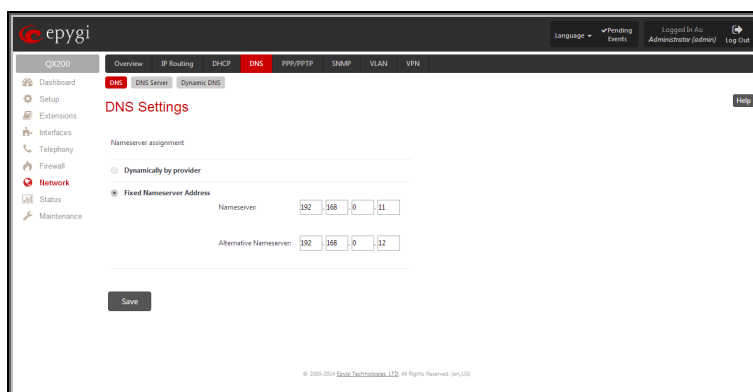 epygi
Language
Pending Events
Logged In As:
Administrator (admin)
Log Out
QX200
Overview IP Routing DHCP DNS PPP/PPTP SNMP VLAN VPN
Dashboard
Setup
Extensions
Interfaces
Telephony
Firewall
Network
Status
Maintenance
DNS DNS Server Dynamic DNS
DNS Settings
Help
Nameserver assignment
Dynamically by provider
Fixed Nameserver Address
Nameserver: 192 . 168 . 0 . 11
Alternative Nameserver: 192 . 168 . 0 . 12
Save
© 2000-2014 Epygi Technologies, LTD. All Rights Reserved. (en_US)